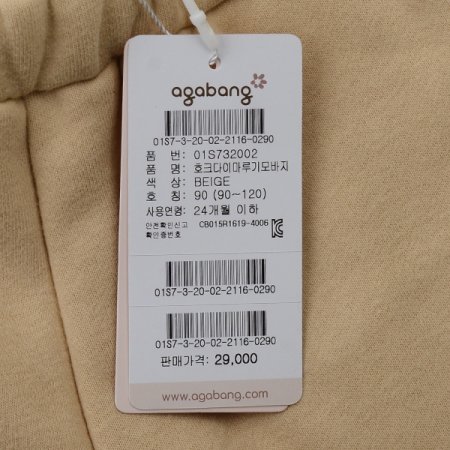 agabang
01S7-3-20-02-2116-0290
품 번: 01S732002
품 명: 호크다이마루기모바지
색 상: BEIGE
호 칭: 90 (90~120)
사용연령: 24개월 이하
안전확인신고 확인증번호 CB015R1619-4006
01S7-3-20-02-2116-0290
01S7-3-20-02-2116-0290
판매가격: 29,000
www.agabang.com